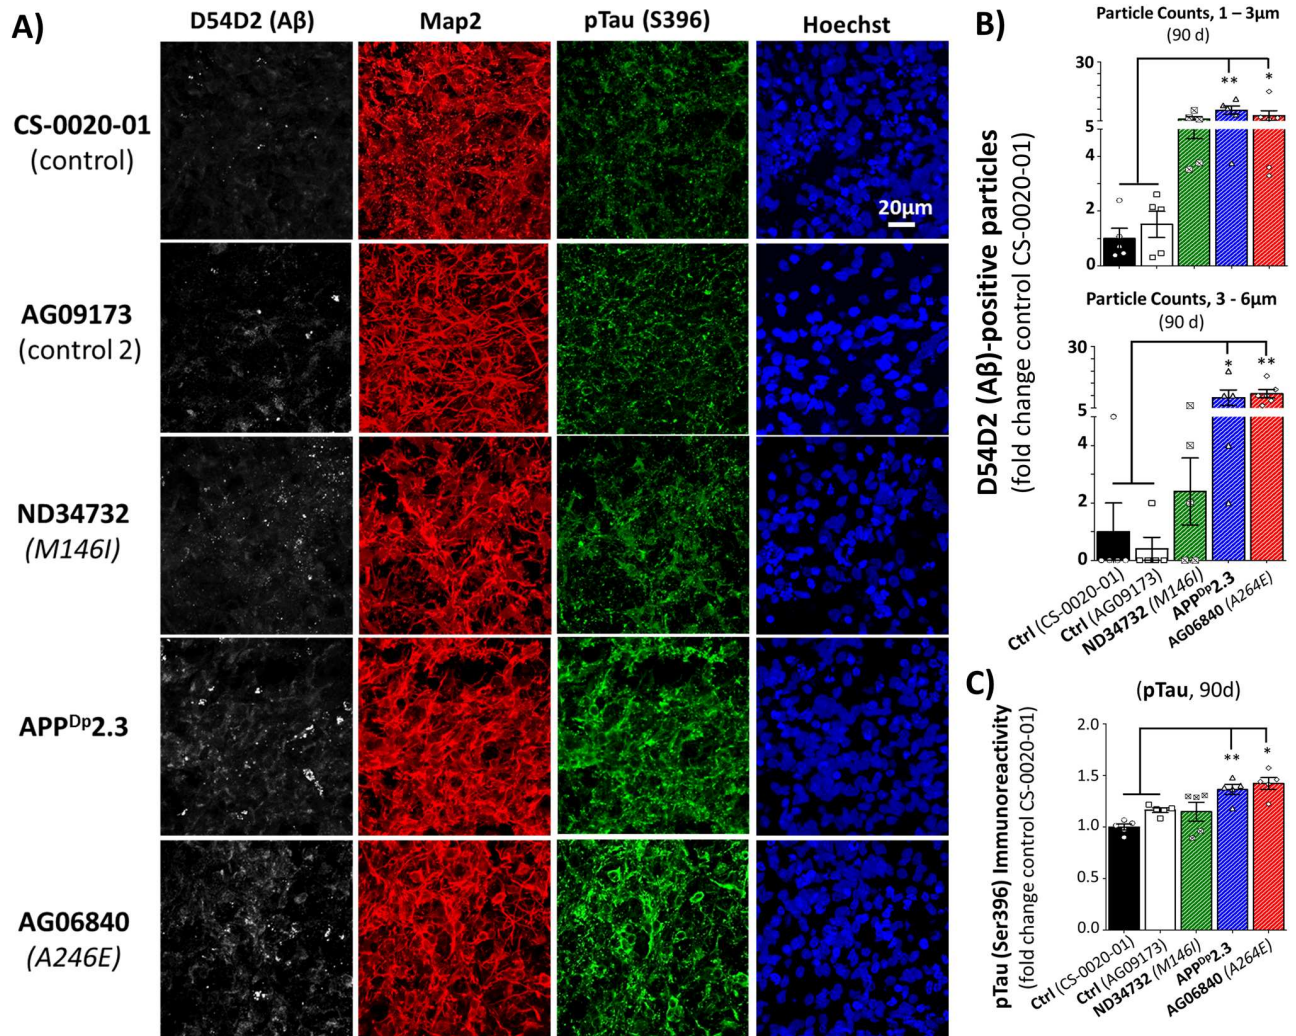 A)
D54D2 (Aβ) Map2 pTau (S396) Hoechst
CS-0020-01
(control)
20μm
AG09173
(control 2)
ND34732
(M146I)
APPDp2.3
AG06840
(A246E)
B)
Particle Counts, 1 – 3μm
(90 d)
D54D2 (Aβ)-positive particles
(fold change control CS-0020-01)
30
5
4
2
0
**
*
Particle Counts, 3 - 6μm
(90 d)
30
5
4
2
0
*
**
Ctrl (CS-0020-01)
Ctrl (AG09173)
ND34732 (M146I)
APPDp2.3
AG06840 (A264E)
C)
(pTau, 90d)
pTau (Ser396) Immunoreactivity
(fold change control CS-0020-01)
2.0
1.5
1.0
0.5
0.0
**
*
Ctrl (CS-0020-01)
Ctrl (AG09173)
ND34732 (M146I)
APPDp2.3
AG06840 (A264E)